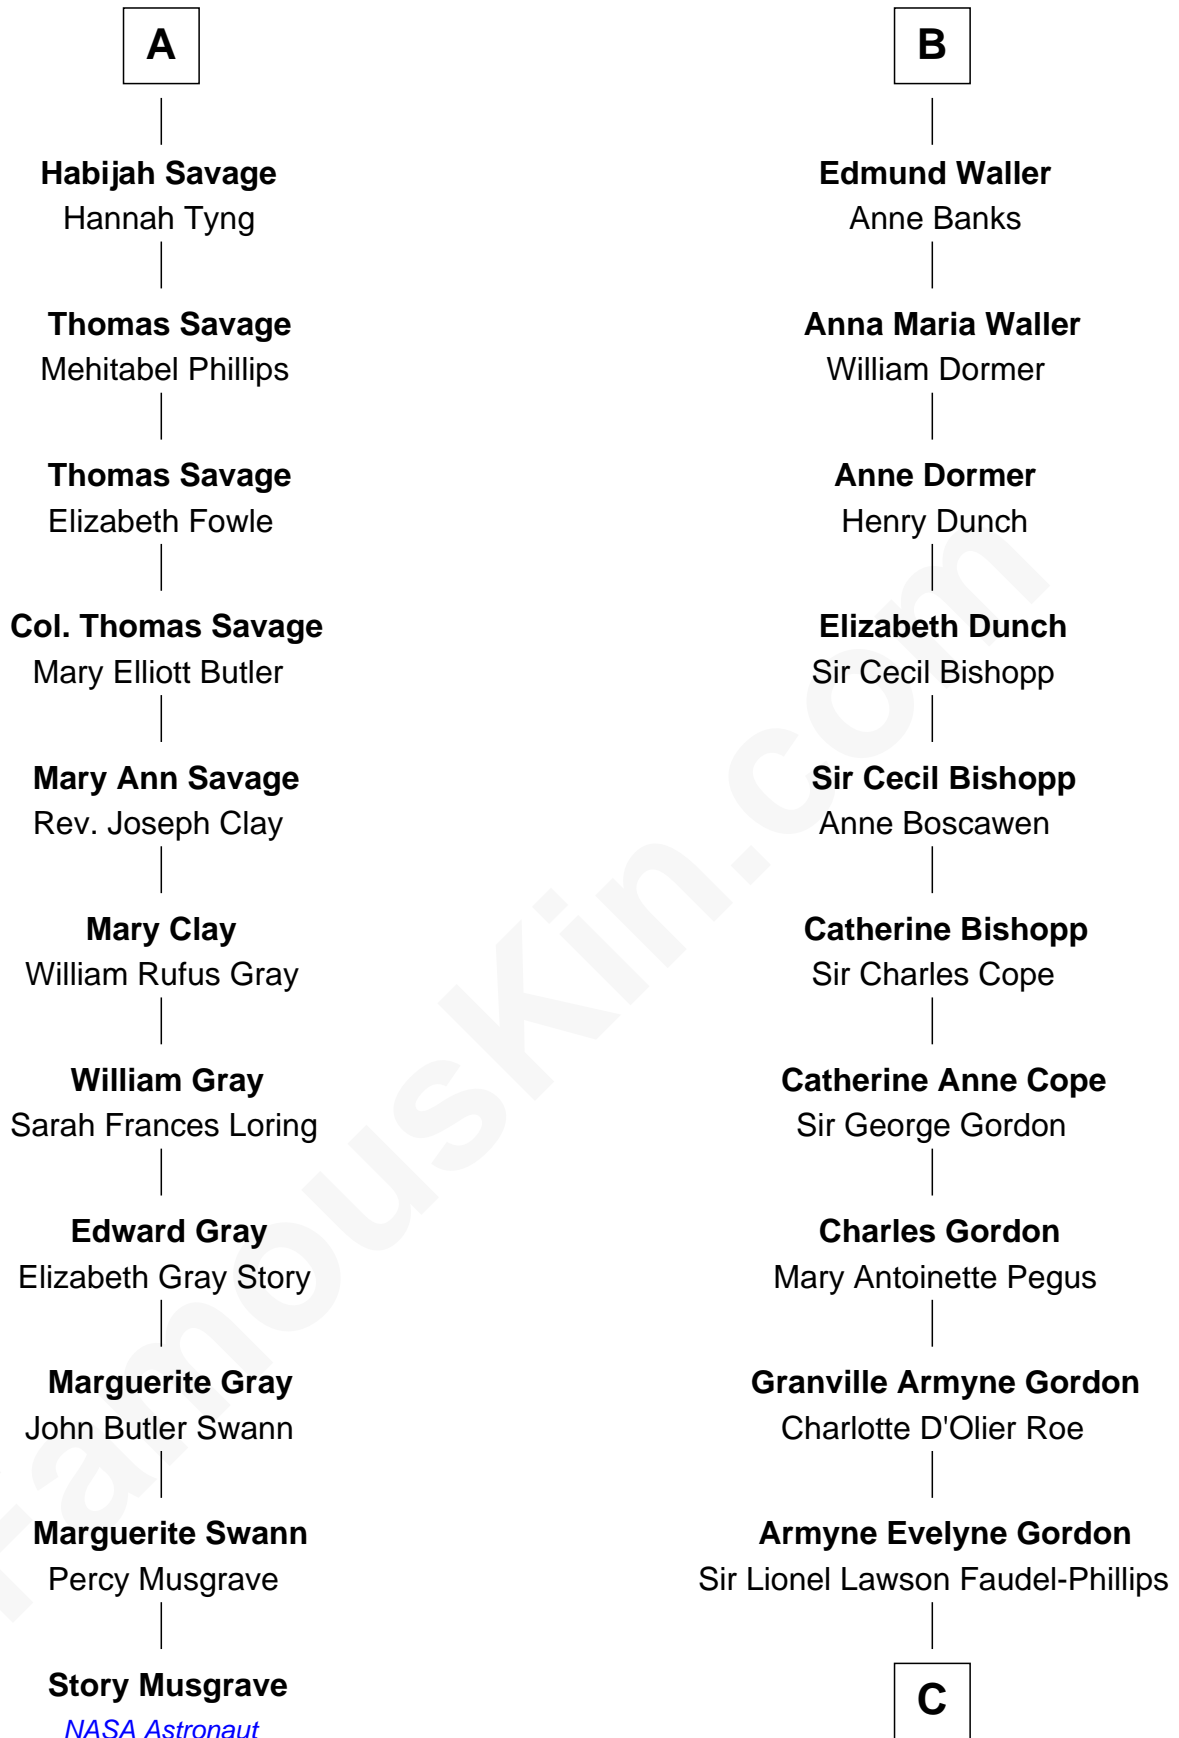 A
Habijah Savage
Hannah Tyng
Thomas Savage
Mehitabel Phillips
Thomas Savage
Elizabeth Fowle
Col. Thomas Savage
Mary Elliott Butler
Mary Ann Savage
Rev. Joseph Clay
Mary Clay
William Rufus Gray
William Gray
Sarah Frances Loring
Edward Gray
Elizabeth Gray Story
Marguerite Gray
John Butler Swann
Marguerite Swann
Percy Musgrave
Story Musgrave
NASA Astronaut
B
Edmund Waller
Anne Banks
Anna Maria Waller
William Dormer
Anne Dormer
Henry Dunch
Elizabeth Dunch
Sir Cecil Bishopp
Sir Cecil Bishopp
Anne Boscawen
Catherine Bishopp
Sir Charles Cope
Catherine Anne Cope
Sir George Gordon
Charles Gordon
Mary Antoinette Pegus
Granville Armyne Gordon
Charlotte D'Olier Roe
Armyne Evelyne Gordon
Sir Lionel Lawson Faudel-Phillips
C
FamousKin.com